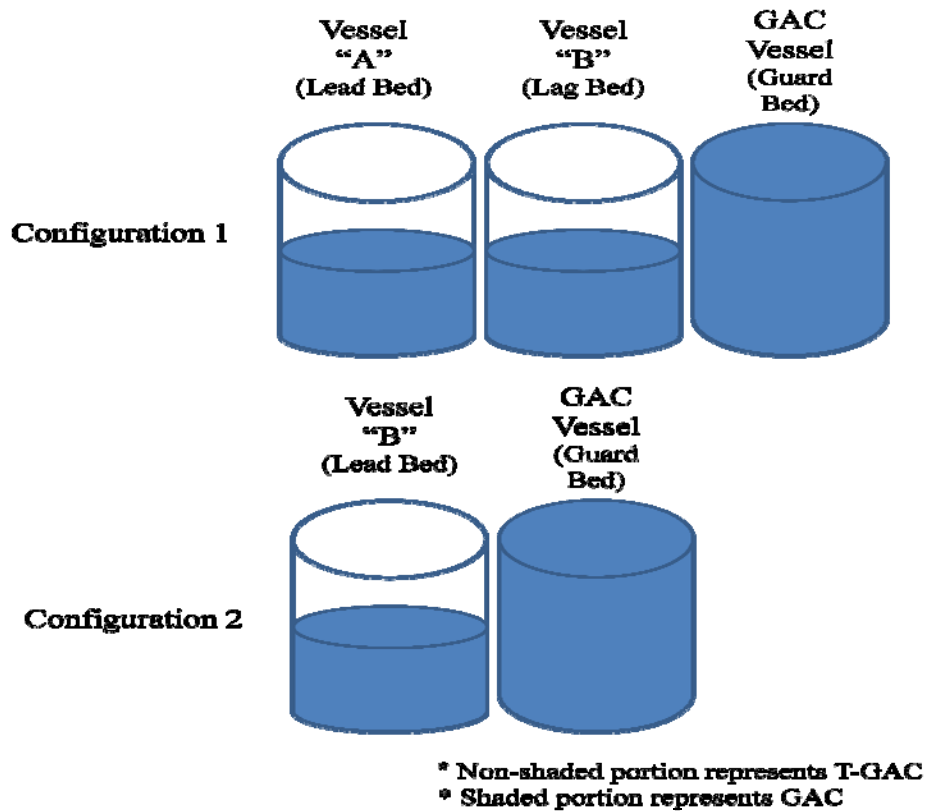 Vessel
“A”
(Lead Bed)
Vessel
“B”
(Lag Bed)
GAC
Vessel
(Guard
Bed)
Configuration 1
Vessel
“B”
(Lead Bed)
GAC
Vessel
(Guard
Bed)
Configuration 2
* Non-shaded portion represents T-GAC
* Shaded portion represents GAC